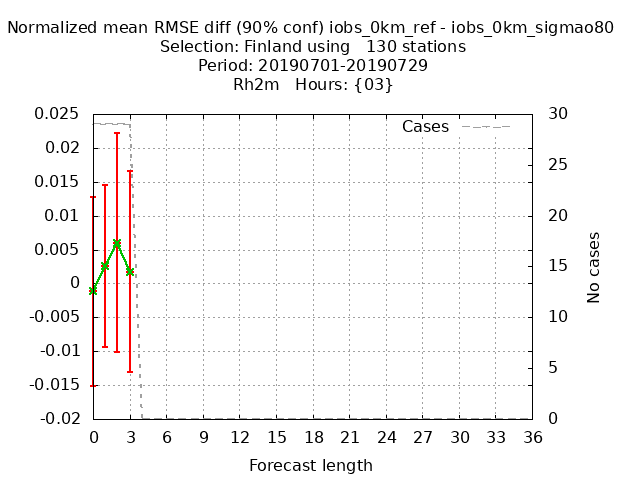 Normalized mean RMSE diff (90% conf) iobs_0km_ref - iobs_0km_sigmao80
Selection: Finland using   130 stations
Period: 20190701-20190729
Rh2m   Hours: {03}
0.025
0.02
0.015
0.01
0.005
0
-0.005
-0.01
-0.015
-0.02
Cases
30
25
20
15
10
5
0
No cases
0 3 6 9 12 15 18 21 24 27 30 33 36
Forecast length